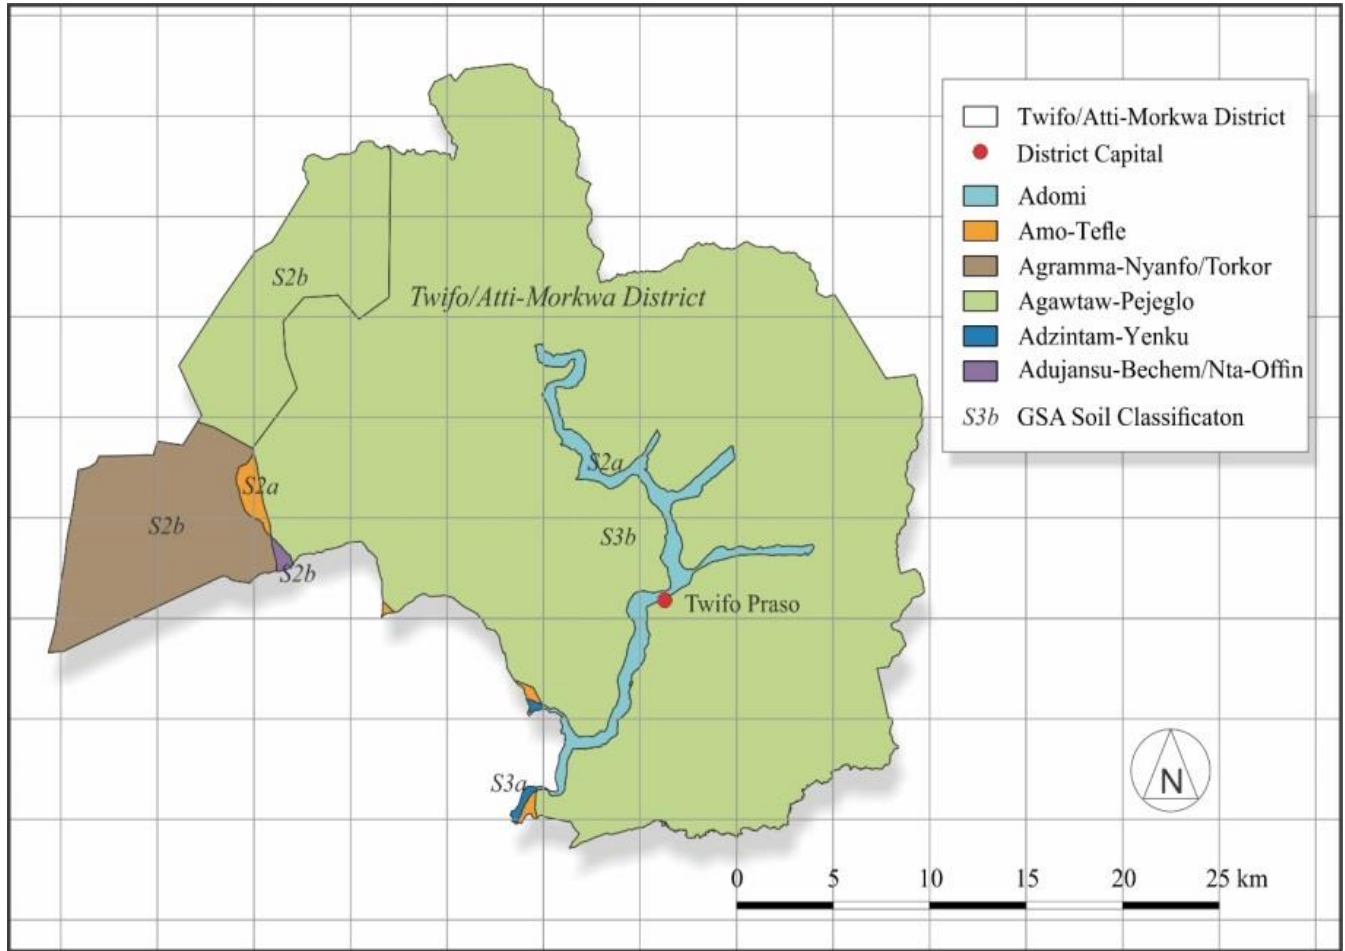 Twifo/Atti-Morkwa District
District Capital
Adomi
Amo-Tefle
Agramma-Nyanfo/Torkor
Agawtaw-Pejeglo
Adzintam-Yenku
Adujansu-Bechem/Nta-Offin
S3b GSA Soil Classificaton
S2b
Twifo/Atti-Morkwa District
S2a
S2a
S2b
S3b
S2b
Twifo Praso
S3a
N
0 5 10 15 20 25 km